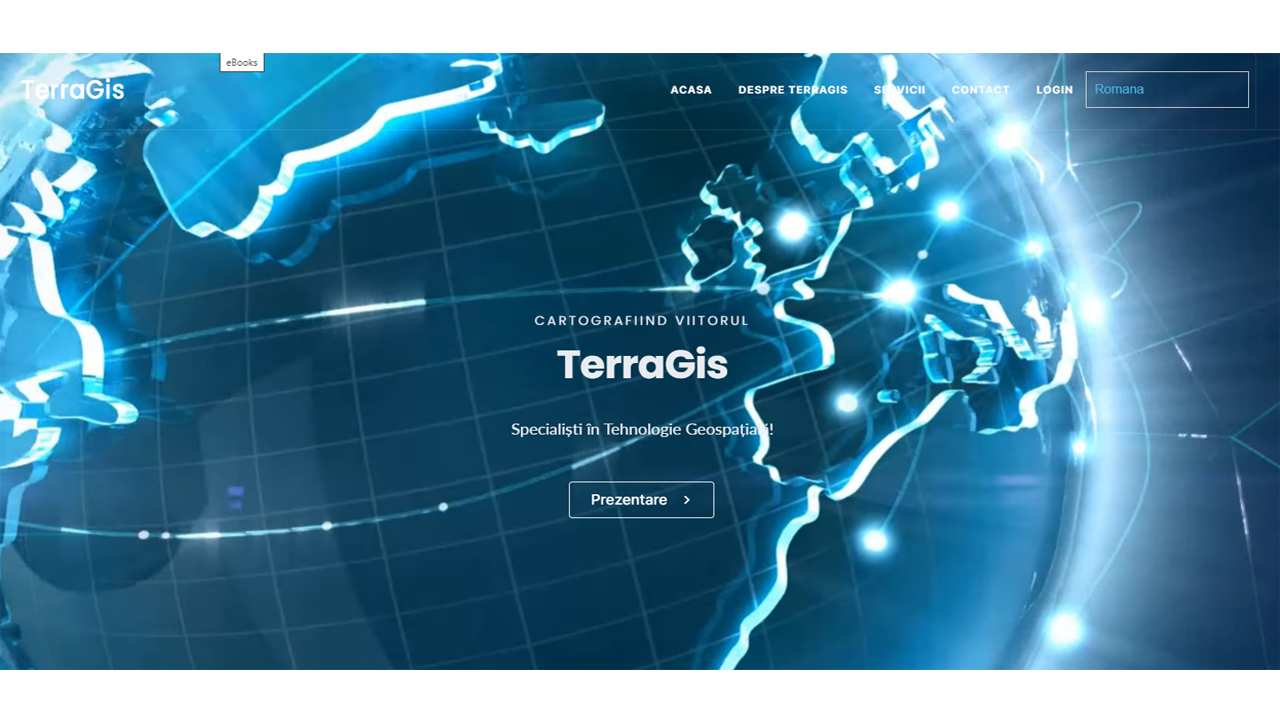 eBooks
TerraGis
ACASA DESPRE TERRAGIS SERVICII CONTACT LOGIN Romana
CARTOGRAFIIND VIITORUL
TerraGis
Specialiști în Tehnologie Geospațială!
Prezentare